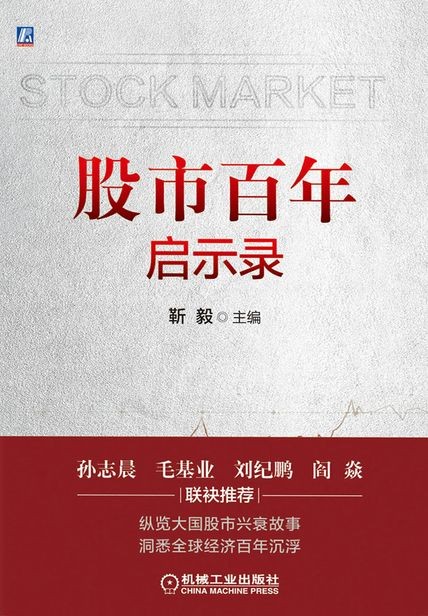 STOCK MARKET
股市百年
启示录
靳 毅◎主编
孙志晨 毛基业 刘纪鹏 阎 焱
联袂推荐
纵览大国股市兴衰故事
洞悉全球经济百年沉浮
机械工业出版社
CHINA MACHINE PRESS